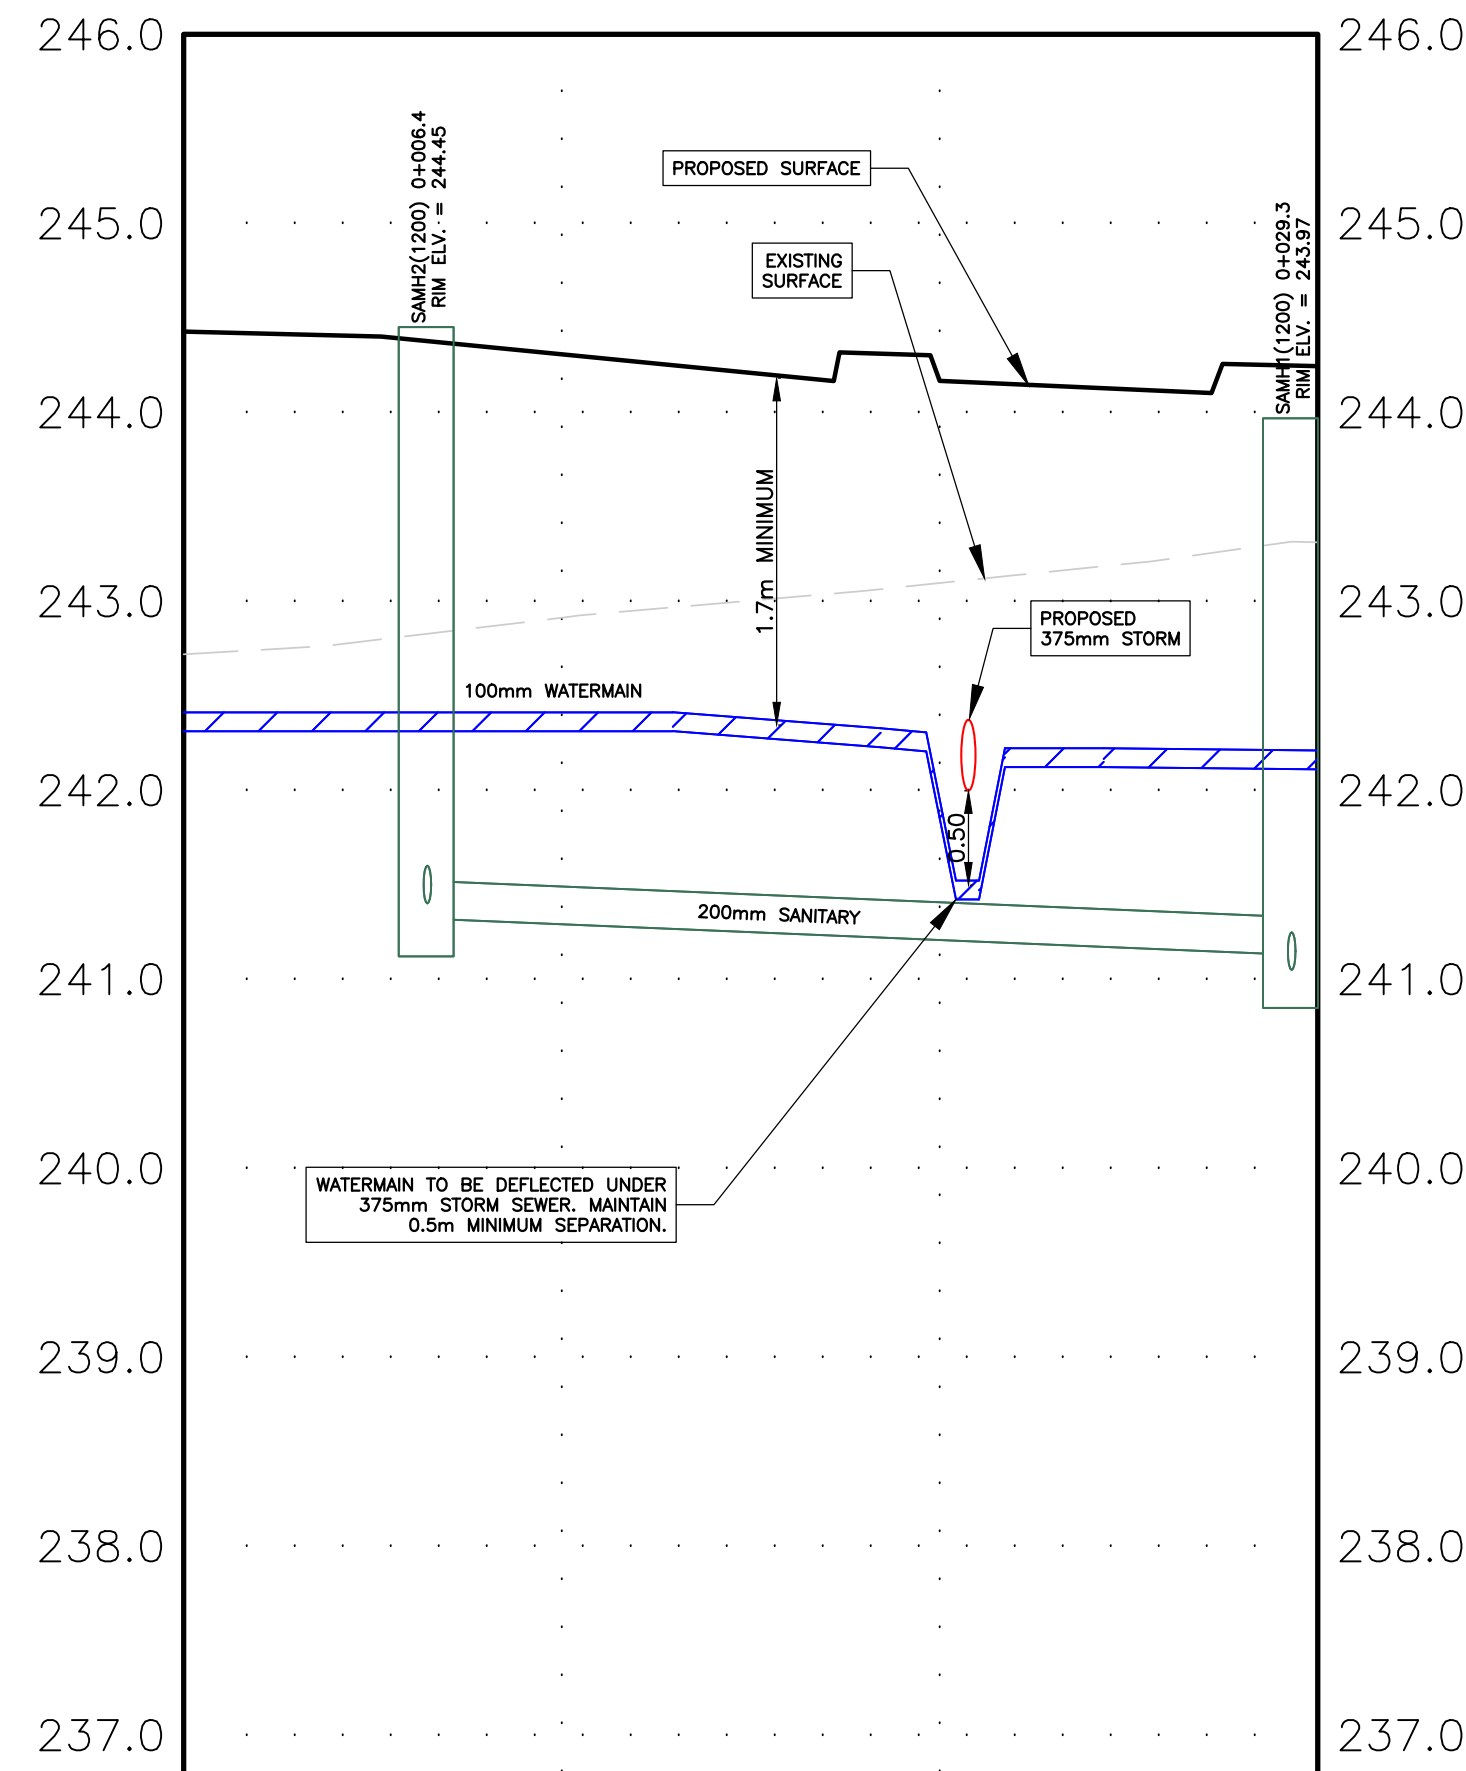 246.0
246.0
SAMH2(1200) 0+006.4
RIM ELV. = 244.45
PROPOSED SURFACE
245.0
245.0
SAMH1(1200) 0+029.3
RIM ELV. = 243.97
EXISTING
SURFACE
244.0
244.0
1.7m MINIMUM
243.0
243.0
PROPOSED
375mm STORM
100mm WATERMAIN
242.0
242.0
0.50
200mm SANITARY
241.0
241.0
240.0
240.0
WATERMAIN TO BE DEFLECTED UNDER
375mm STORM SEWER. MAINTAIN
0.5m MINIMUM SEPARATION.
239.0
239.0
238.0
238.0
237.0
237.0